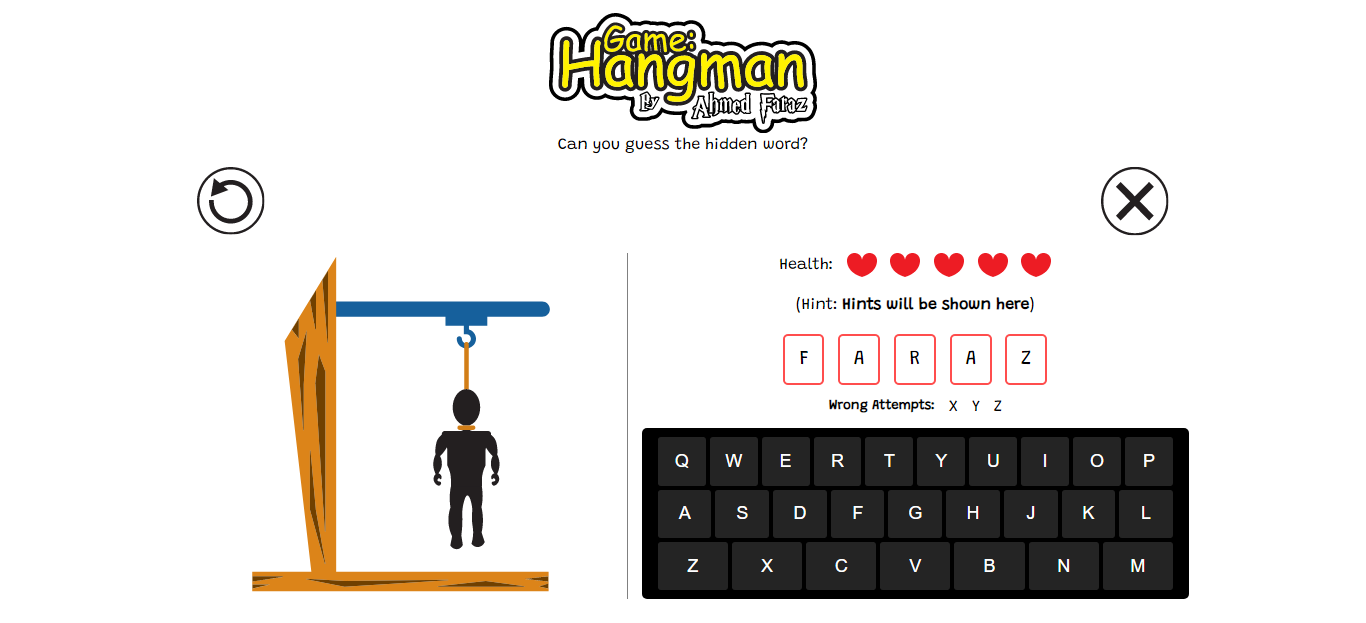 Game:
Hangman
By Ahmed Faraz
Can you guess the hidden word?
Health:
(Hint: Hints will be shown here)
F A R A Z
Wrong Attempts: X Y Z
Q W E R T Y U I O P
A S D F G H J K L
Z X C V B N M